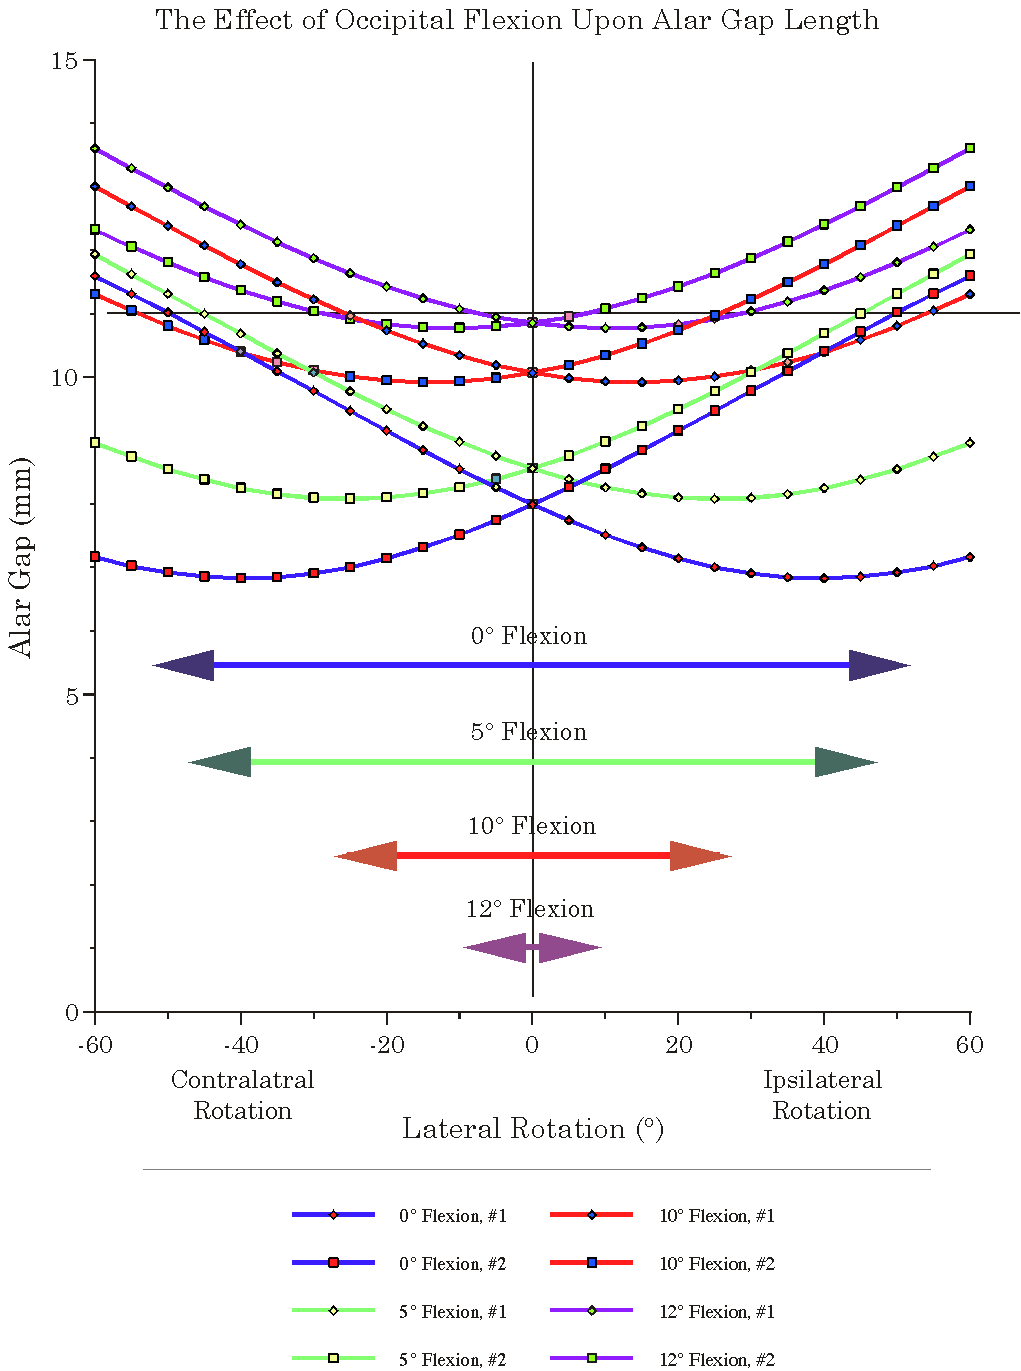 The Effect of Occipital Flexion Upon Alar Gap Length
15
10
5
0
Alar Gap (mm)
0° Flexion
5° Flexion
10° Flexion
12° Flexion
-60 -40 -20 0 20 40 60
Contralatral
Rotation
Ipsilateral
Rotation
Lateral Rotation (°)
0° Flexion, #1
10° Flexion, #1
0° Flexion, #2
10° Flexion, #2
5° Flexion, #1
12° Flexion, #1
5° Flexion, #2
12° Flexion, #2